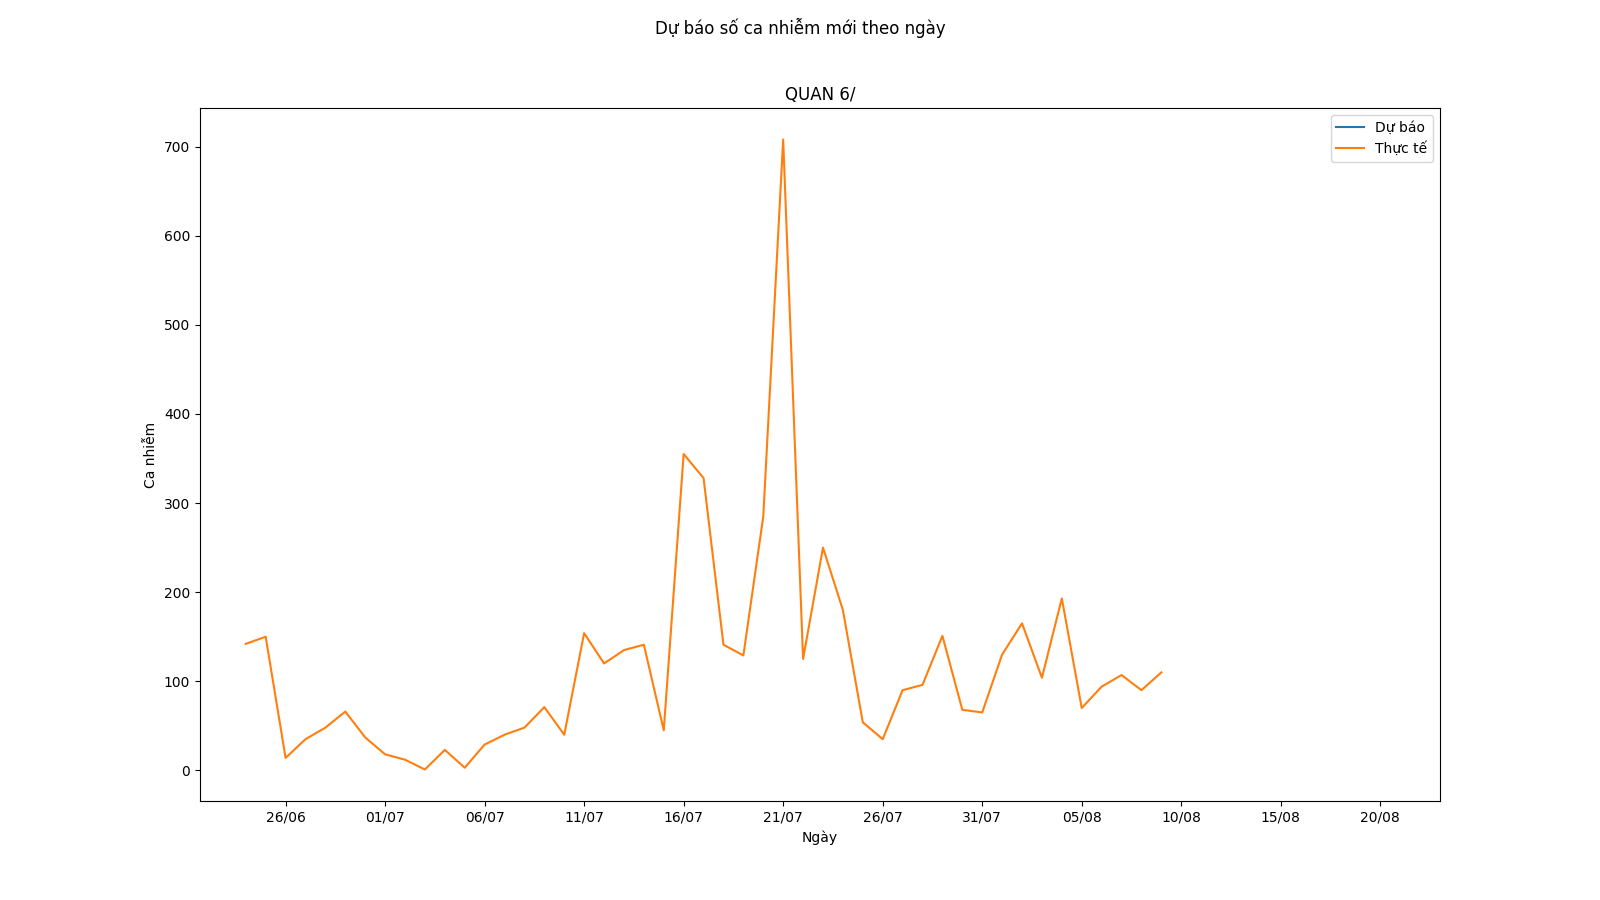 Dự báo số ca nhiễm mới theo ngày
QUAN 6/
Dự báo
Thực tế
700
600
500
400
300
200
100
0
Ca nhiễm
26/06 01/07 06/07 11/07 16/07 21/07 26/07 31/07 05/08 10/08 15/08 20/08
Ngày